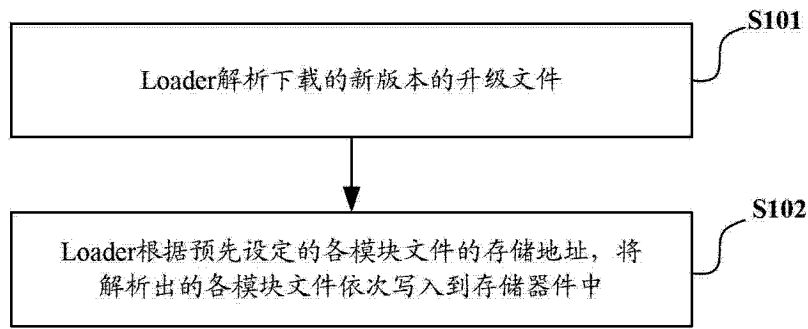 S101
Loader解析下载的新版本的升级文件
S102
Loader根据预先设定的各模块文件的存储地址，将
解析出的各模块文件依次写入到存储器件中